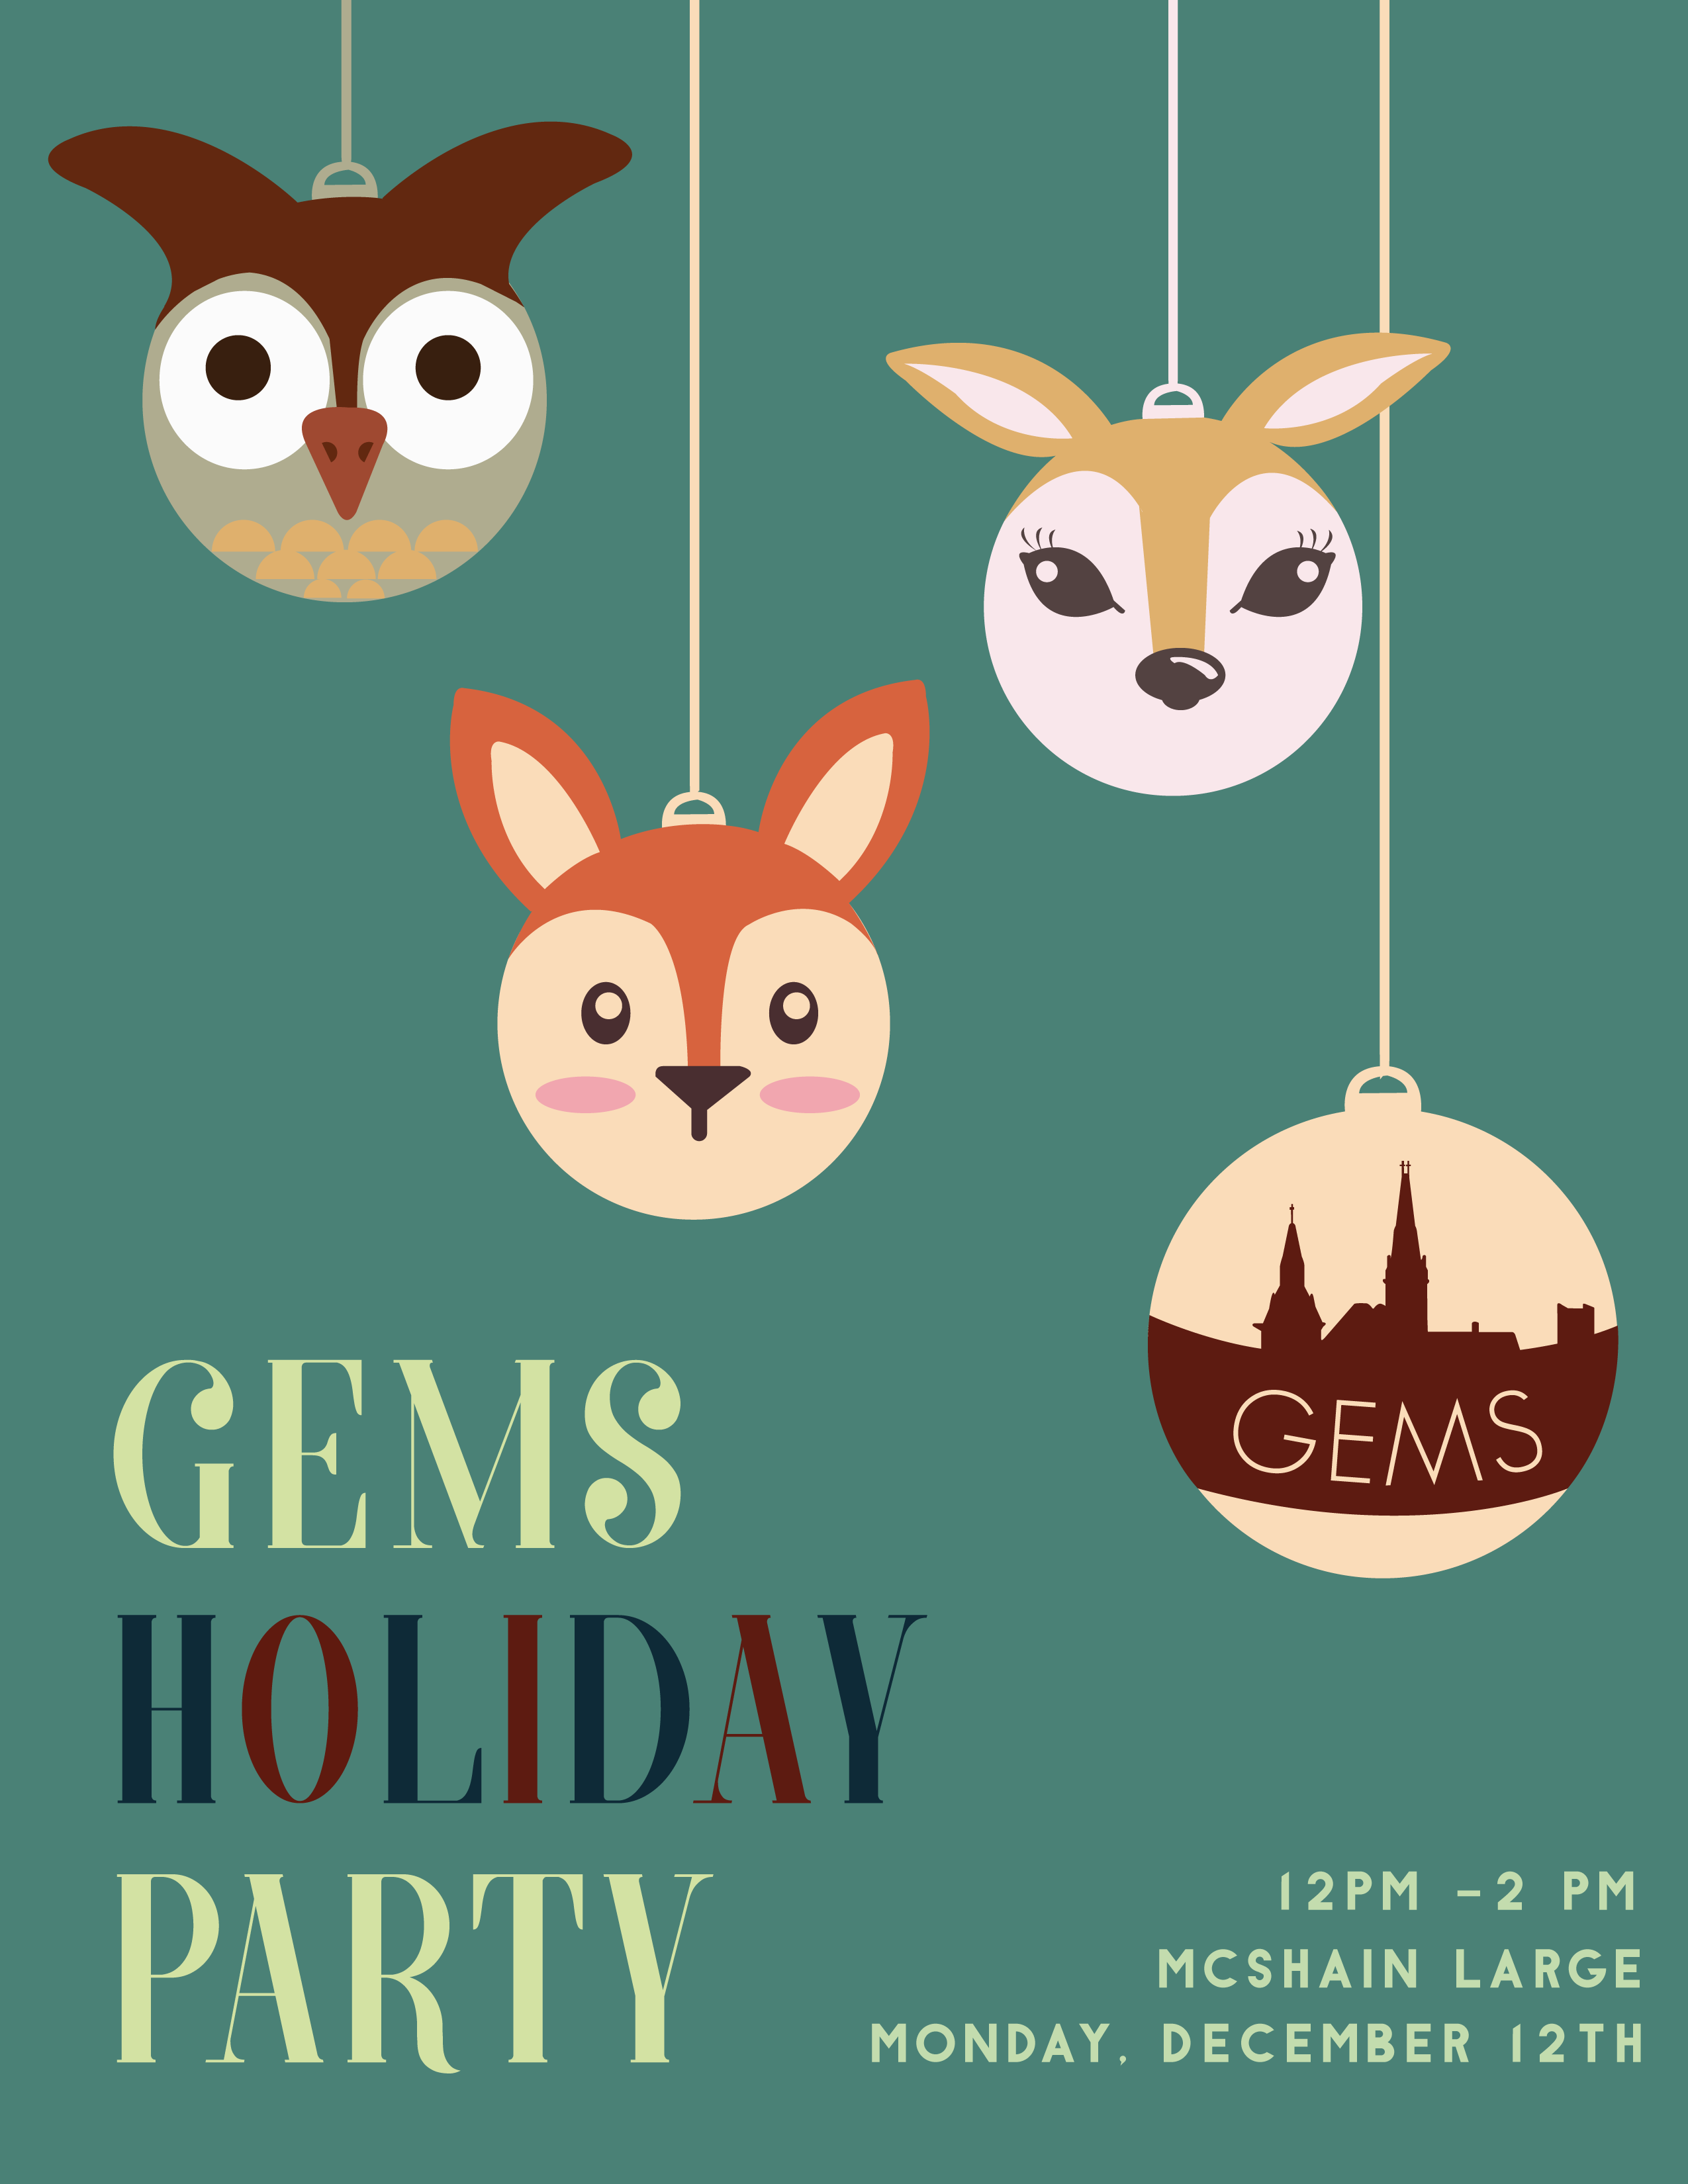 GEMS
GEMS
HOLIDAY
PARTY
12PM – 2 PM
MCSHAIN LARGE
MONDAY, DECEMBER 12TH